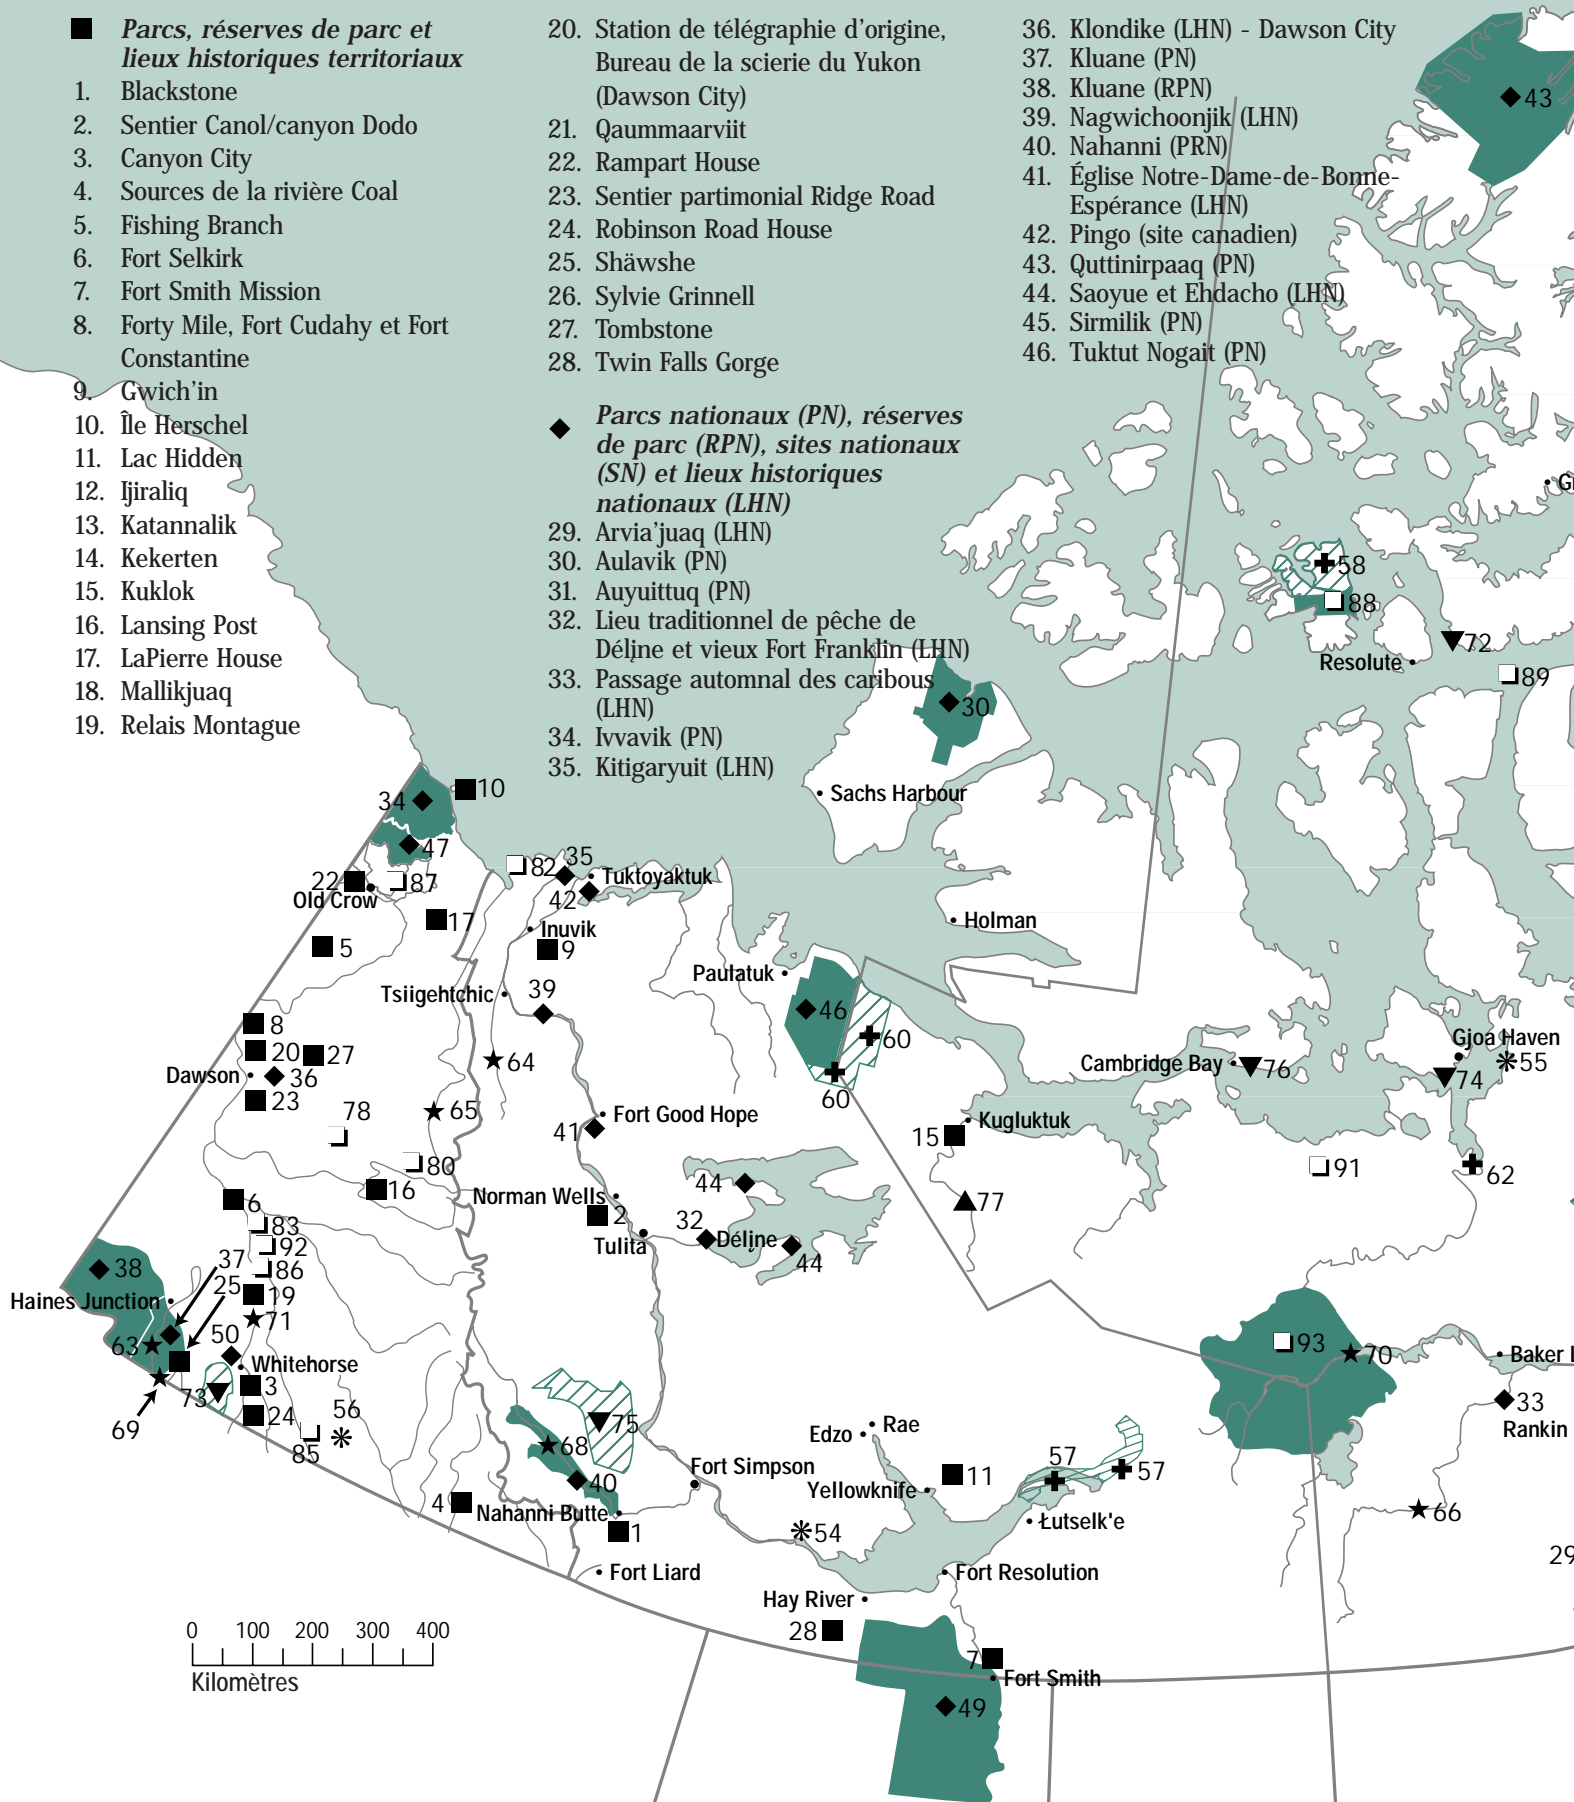 Parcs, réserves de parc et
lieux historiques territoriaux
1. Blackstone
2. Sentier Canol/canyon Dodo
3. Canyon City
4. Sources de la rivière Coal
5. Fishing Branch
6. Fort Selkirk
7. Fort Smith Mission
8. Forty Mile, Fort Cudahy et Fort
Constantine
9. Gwich'in
10. Île Herschel
11. Lac Hidden
12. Ijiraliq
13. Katannalik
14. Kekerten
15. Kuklok
16. Lansing Post
17. LaPierre House
18. Mallikjuaq
19. Relais Montague
20. Station de télégraphie d'origine,
Bureau de la scierie du Yukon
(Dawson City)
21. Qaummaarviit
22. Rampart House
23. Sentier partimonial Ridge Road
24. Robinson Road House
25. Shäwshe
26. Sylvie Grinnell
27. Tombstone
28. Twin Falls Gorge
Parcs nationaux (PN), réserves
de parc (RPN), sites nationaux
(SN) et lieux historiques
nationaux (LHN)
29. Arvia'juaq (LHN)
30. Aulavik (PN)
31. Auyuittuq (PN)
32. Lieu traditionnel de pêche de
Déljne et vieux Fort Franklin (LHN)
33. Passage automnal des caribous
(LHN)
34. Ivvavik (PN)
35. Kitigaryuit (LHN)
36. Klondike (LHN) - Dawson City
37. Kluane (PN)
38. Kluane (RPN)
39. Nagwichoonjik (LHN)
40. Nahanni (PRN)
41. Église Notre-Dame-de-Bonne-
Espérance (LHN)
42. Pingo (site canadien)
43. Quttinirpaaq (PN)
44. Saoyue et Ehdacho (LHN)
45. Sirmilik (PN)
46. Tuktut Nogait (PN)
43
58
88
72
Resolute
89
30
Sachs Harbour
34
10
47
82
35
Tuktoyaktuk
22
87
42
Old Crow
17
Inuvik
Holman
5
9
Paulatuk
Tsiigehtchic
39
46
8
60
Gjoa Haven
20
27
64
Cambridge Bay
76
55
Dawson
36
74
23
65
60
78
41
Fort Good Hope
15
Kugluktuk
80
91
62
16
44
6
Norman Wells
2
77
83
32
Déljne
92
Tulita
44
37
38
86
25
19
Haines Junction
71
63
50
93
70
Baker
Whitehorse
73
3
33
69
24
56
75
Rae
Rankin
85
68
Edzo
57
57
40
Fort Simpson
11
4
Yellowknife
Nahanni Butte
66
1
54
Łutselk'e
29
Fort Liard
Fort Resolution
Hay River
28
7
Fort Smith
49
0 100 200 300 400
Kilomètres